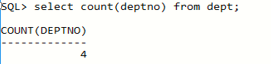 SQL> select count(deptno) from dept;
COUNT(DEPTNO)
-------------
4